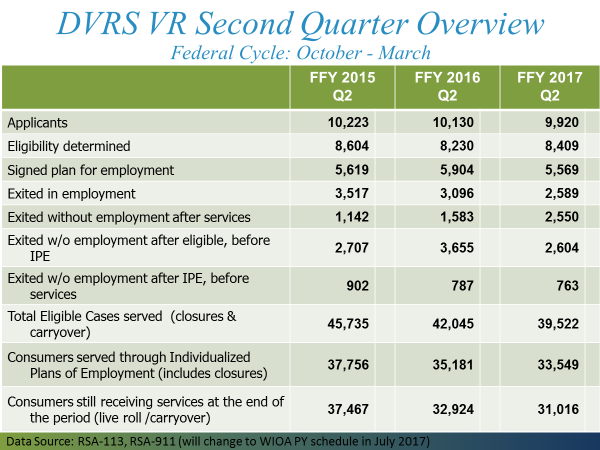 DVRS VR Second Quarter Overview
Federal Cycle: October - March
FFY 2015 FFY 2016 FFY 2017
Q2 Q2 Q2
Applicants 10,223 10,130 9,920
Eligibility determined 8,604 8,230 8,409
Signed plan for employment 5,619 5,904 5,569
Exited in employment 3,517 3,096 2,589
Exited without employment after services 1,142 1,583 2,550
Exited w/o employment after eligible, before
IPE 2,707 3,655 2,604
Exited w/o employment after IPE, before
services 902 787 763
Total Eligible Cases served (closures &
carryover) 45,735 42,045 39,522
Consumers served through Individualized
Plans of Employment (includes closures) 37,756 35,181 33,549
Consumers still receiving services at the end of
the period (live roll /carryover) 37,467 32,924 31,016
Data Source: RSA-113, RSA-911 (will change to WIOA PY schedule in July 2017)